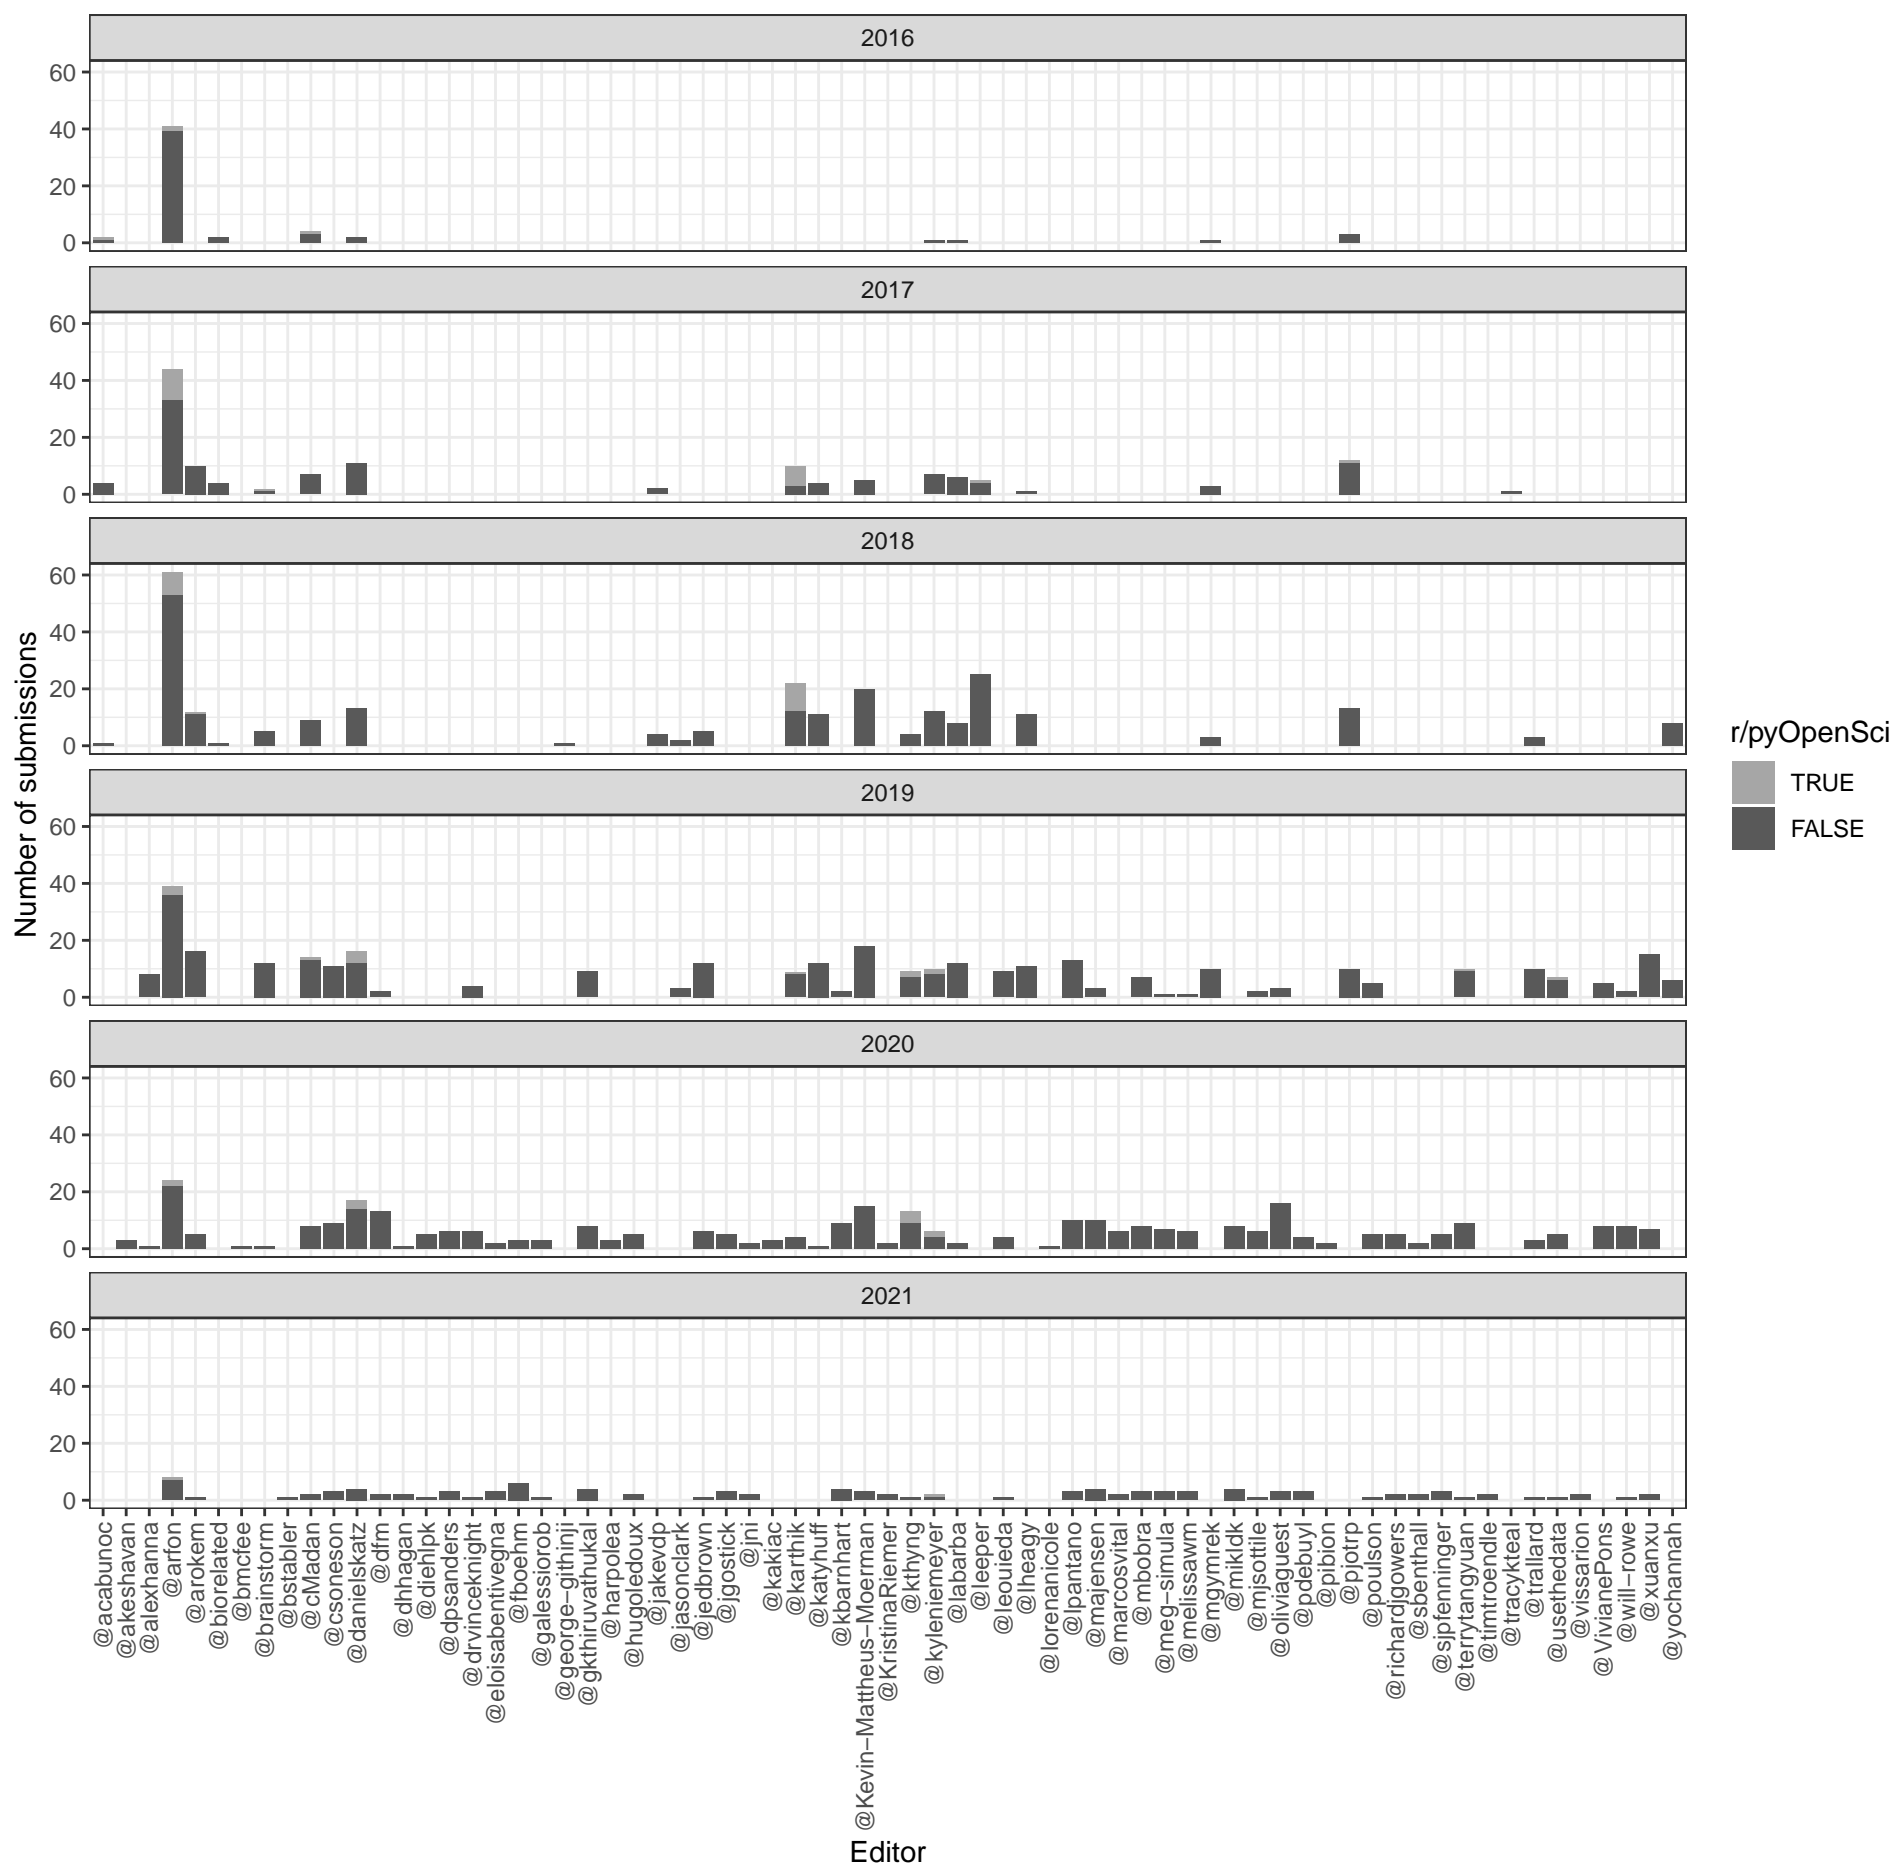 2016
60
40
20
0
2017
60
40
20
0
2018
60
40
20
0
2019
60
40
20
0
2020
60
40
20
0
2021
60
40
20
0
Number of submissions
@acabunoc
@akeshavan
@alexhanna
@arfon
@arokem
@biorelated
@bmcfee
@brainstorm
@bstabler
@cMadan
@csoneson
@danielskatz
@dfm
@dhhagan
@diehlpk
@dpsanders
@drvinceknight
@eloisabentivegna
@fboehm
@galessiorob
@george−githinji
@gkthiruvathukal
@harpolea
@hugoledoux
@jakevdp
@jasonclark
@jedbrown
@jgostick
@jni
@kakiac
@karthik
@katyhuff
@kbarnhart
@Kevin−Mattheus−Moerman
@KristinaRiemer
@kthyng
@kyleniemeyer
@labarba
@leeper
@leouieda
@lheagy
@lorenanicole
@lpantano
@majensen
@marcosvital
@mbobra
@meg−simula
@melissawm
@mgymrek
@mikldk
@mjsottile
@oliviaguest
@pdebuyl
@pibion
@pjotrp
@poulson
@richardjgowers
@sbenthall
@sjpfenninger
@terrytangyuan
@timtroendle
@tracykteal
@trallard
@usethedata
@vissarion
@VivianePons
@will−rowe
@xuanxu
@yochannah
Editor
r/pyOpenSci
TRUE
FALSE